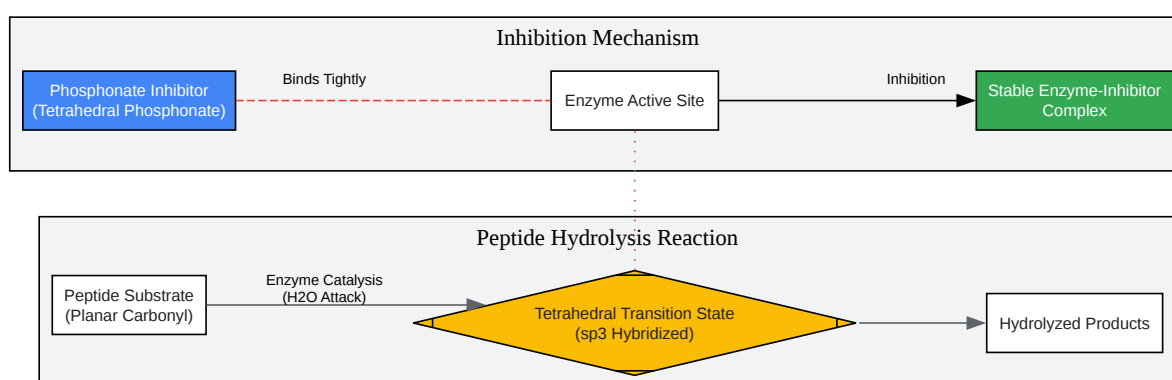 Inhibition Mechanism
Phosphonate Inhibitor
(Tetrahedral Phosphonate)
Binds Tightly
Enzyme Active Site
Inhibition
Stable Enzyme-Inhibitor
Complex
Peptide Hydrolysis Reaction
Peptide Substrate
(Planar Carbonyl)
Enzyme Catalysis
(H2O Attack)
Tetrahedral Transition State
(sp3 Hybridized)
Hydrolyzed Products